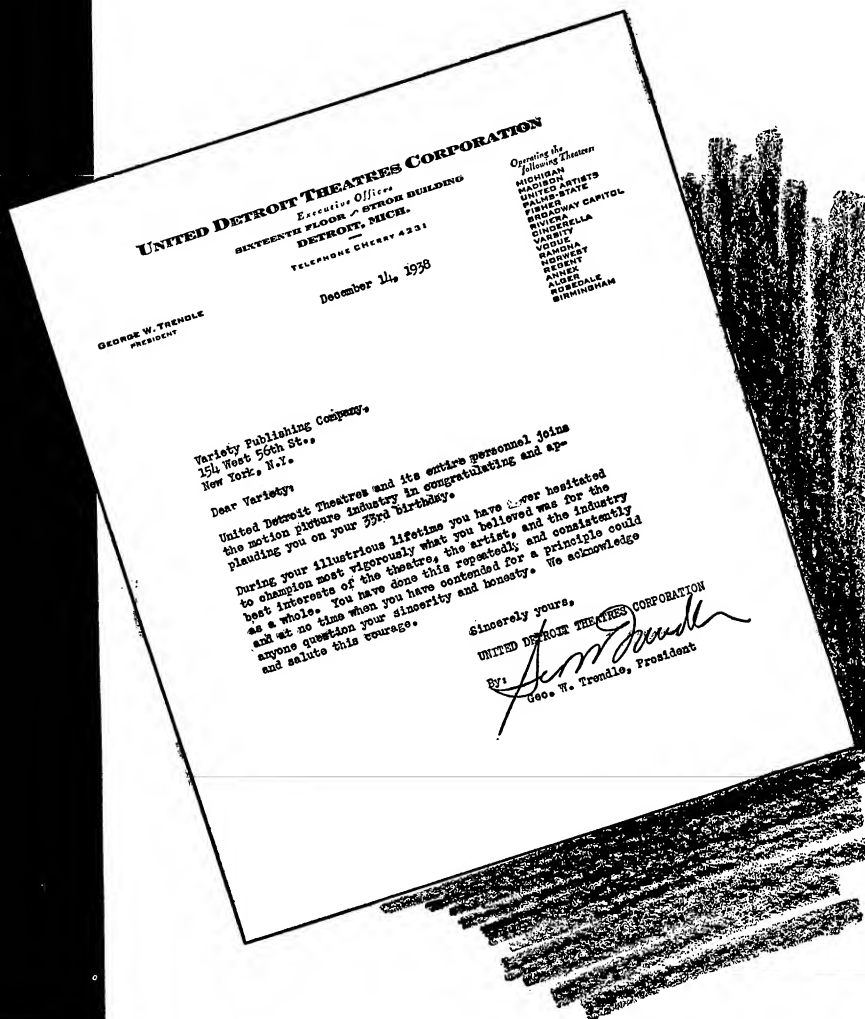 UNITED DETROIT THEATRES CORPORATION
Executive Offices
SIXTEENTH FLOOR STROH BUILDING
DETROIT, MICH.
TELEPHONE CHERRY 4231
Operating the
following Theatres:
MICHIGAN
MADISON
UNITED ARTISTS
PALMS-STATE
FISHER
BROADWAY CAPITOL
RIVIERA
CINDERELLA
VARSITY
VOGUE
RAMONA
NORWEST
REGENT
ANNEX
ALGER
ROSEDALE
BIRMINGHAM
GEORGE W. TRENDLE
PRESIDENT
December 14, 1938
Variety Publishing Company,
154 West 56th St.,
New York, N.Y.
Dear Variety:
United Detroit Theatres and its entire personnel joins
the motion picture industry in congratulating and ap-
plauding you on your 33rd birthday.
During your illustrious lifetime you have never hesitated
to champion most vigorously what you believed was for the
best interests of the theatre, the artist, and the industry
as a whole. You have done this repeatedly and consistently
and at no time when you have contended for a principle could
anyone question your sincerity and honesty. We acknowledge
and salute this courage.
Sincerely yours,
UNITED DETROIT THEATRES CORPORATION
By: Geo W Trendle
Geo. W. Trendle, President